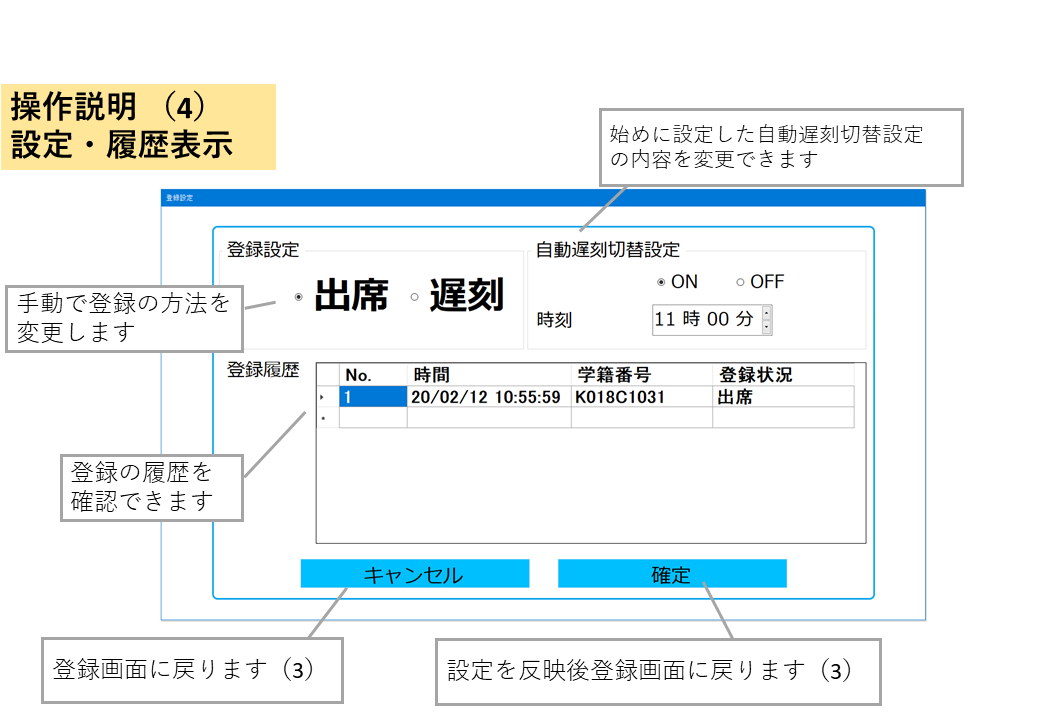 操作説明 （4）
設定・履歴表示
始めに設定した自動遅刻切替設定
の内容を変更できます
登録設定
登録設定
出席 遅刻
自動遅刻切替設定
ON OFF
時刻 11 時 00 分
手動で登録の方法を
変更します
登録履歴
No. 時間 学籍番号 登録状況
1 20/02/12 10:55:59 K018C1031 出席
登録の履歴を
確認できます
キャンセル 確定
登録画面に戻ります（3）
設定を反映後登録画面に戻ります（3）